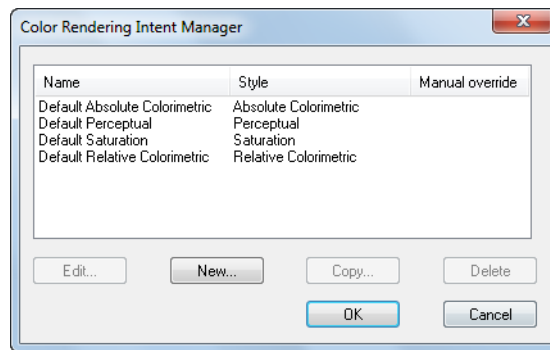 Color Rendering Intent Manager
Name Style Manual override
Default Absolute Colorimetric Absolute Colorimetric
Default Perceptual Perceptual
Default Saturation Saturation
Default Relative Colorimetric Relative Colorimetric
Edit... New... Copy... Delete
OK Cancel